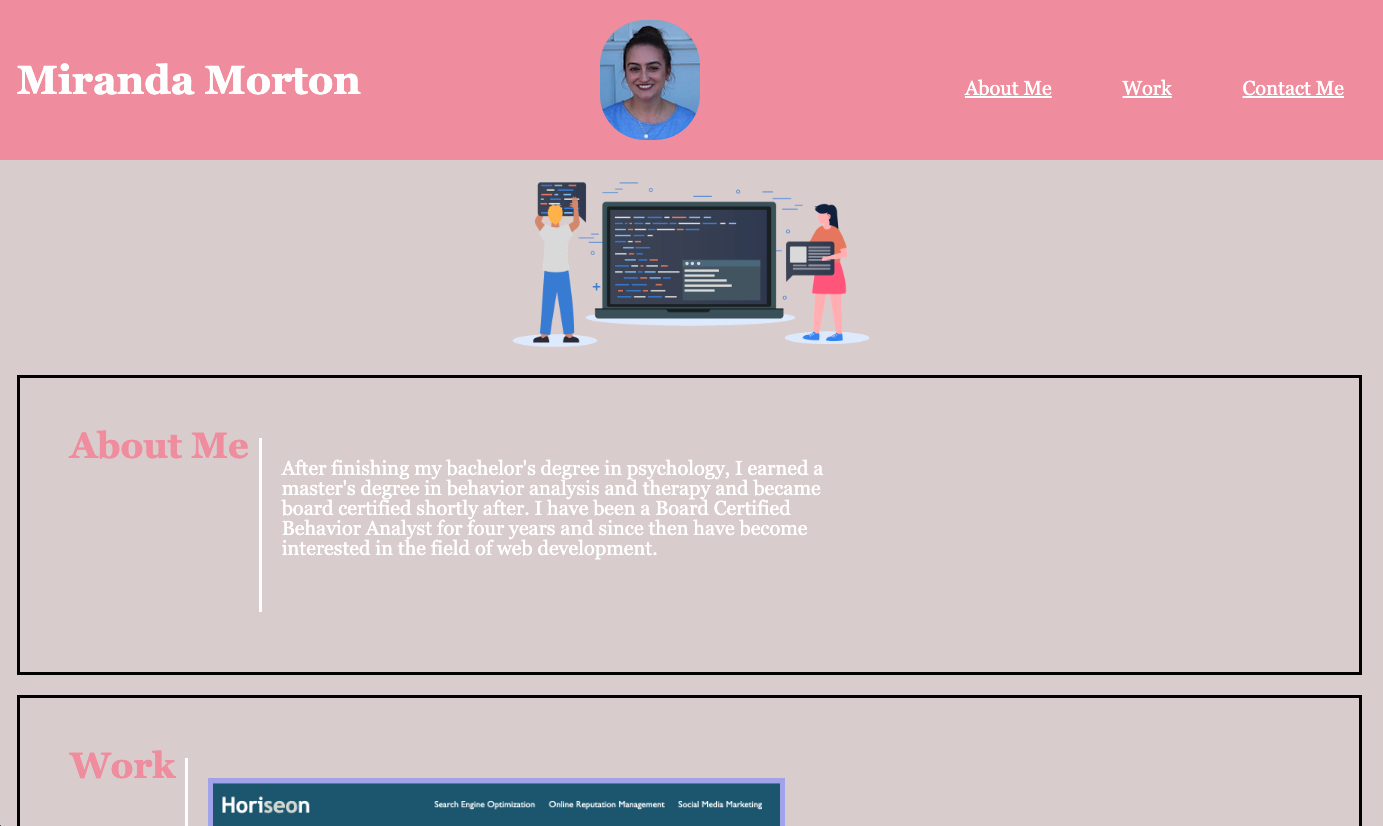 Miranda Morton
About Me Work Contact Me
About Me
After finishing my bachelor's degree in psychology, I earned a
master's degree in behavior analysis and therapy and became
board certified shortly after. I have been a Board Certified
Behavior Analyst for four years and since then have become
interested in the field of web development.
Work
Horiseon Search Engine Optimization Online Reputation Management Social Media Marketing